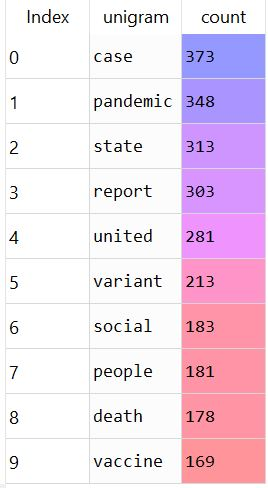 Index unigram count
0 case 373
1 pandemic 348
2 state 313
3 report 303
4 united 281
5 variant 213
6 social 183
7 people 181
8 death 178
9 vaccine 169